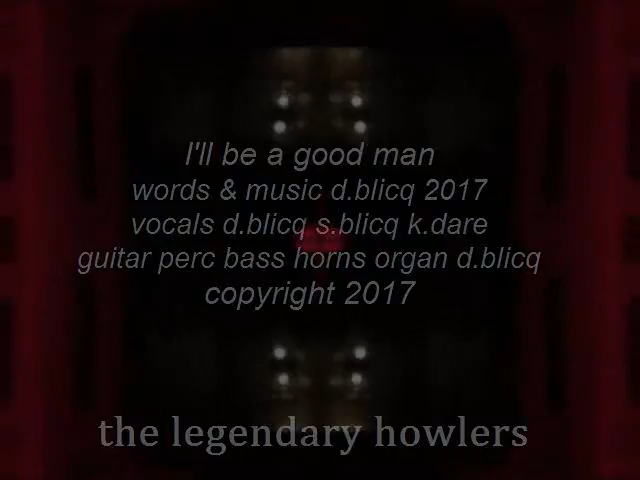 I'll be a good man
words & music d.blicq 2017
vocals d.blicq s.blicq k.dare
guitar perc bass horns organ d.blicq
copyright 2017
the legendary howlers